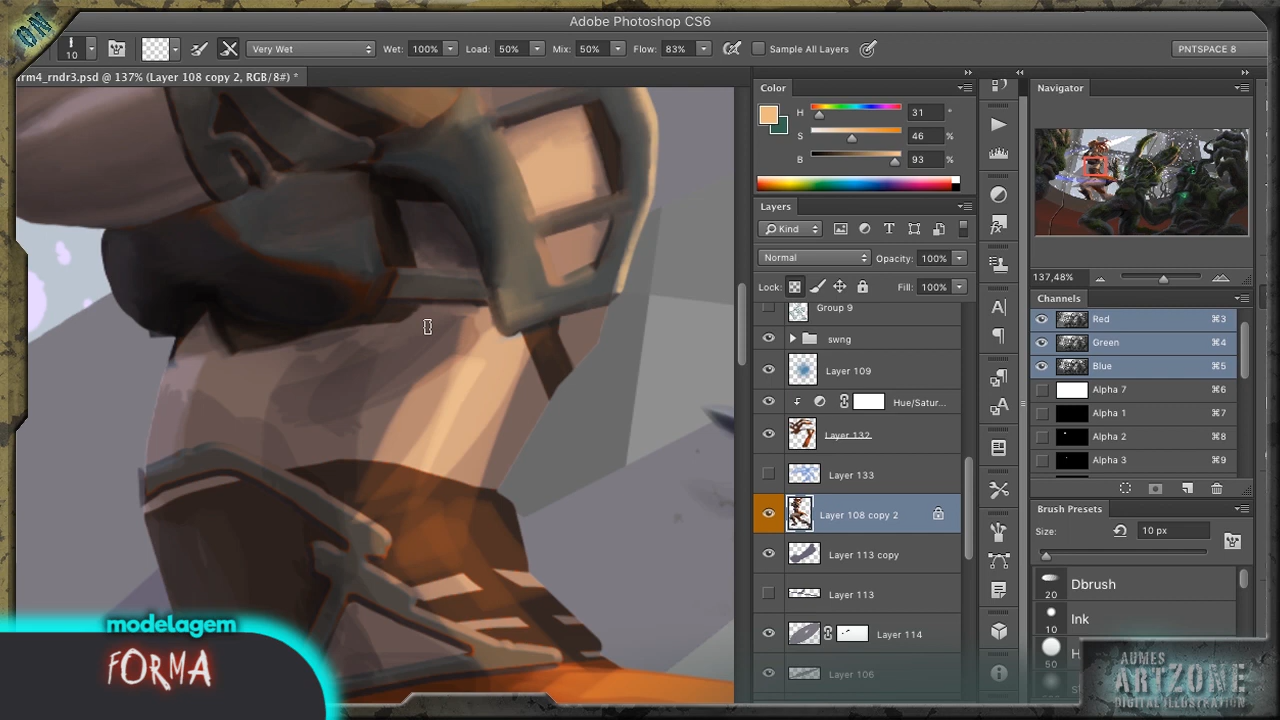 Adobe Photoshop CS6
10
Very Wet
Wet: 100%
Load: 50%
Mix: 50%
Flow: 83%
Sample All Layers
PNTSPACE 8
rm4_rndr3.psd @ 137% (Layer 108 copy 2, RGB/8#) *
Color
H 31 °
S 46 %
B 93 %
Layers
Kind
Normal
Opacity: 100%
Lock:
Fill: 100%
Group 9
swng
Layer 109
Hue/Satur...
Layer 132
Layer 133
Layer 108 copy 2
Layer 113 copy
Layer 113
Layer 114
Layer 106
Navigator
137,48%
Channels
Red ⌘3
Green ⌘4
Blue ⌘5
Alpha 7 ⌘6
Alpha 1 ⌘7
Alpha 2 ⌘8
Alpha 3 ⌘9
Brush Presets
Size: 10 px
20 Dbrush
10 Ink
50
modelagem
FORMA
AUMES
ARTZONE
DIGITAL ILLUSTRATION